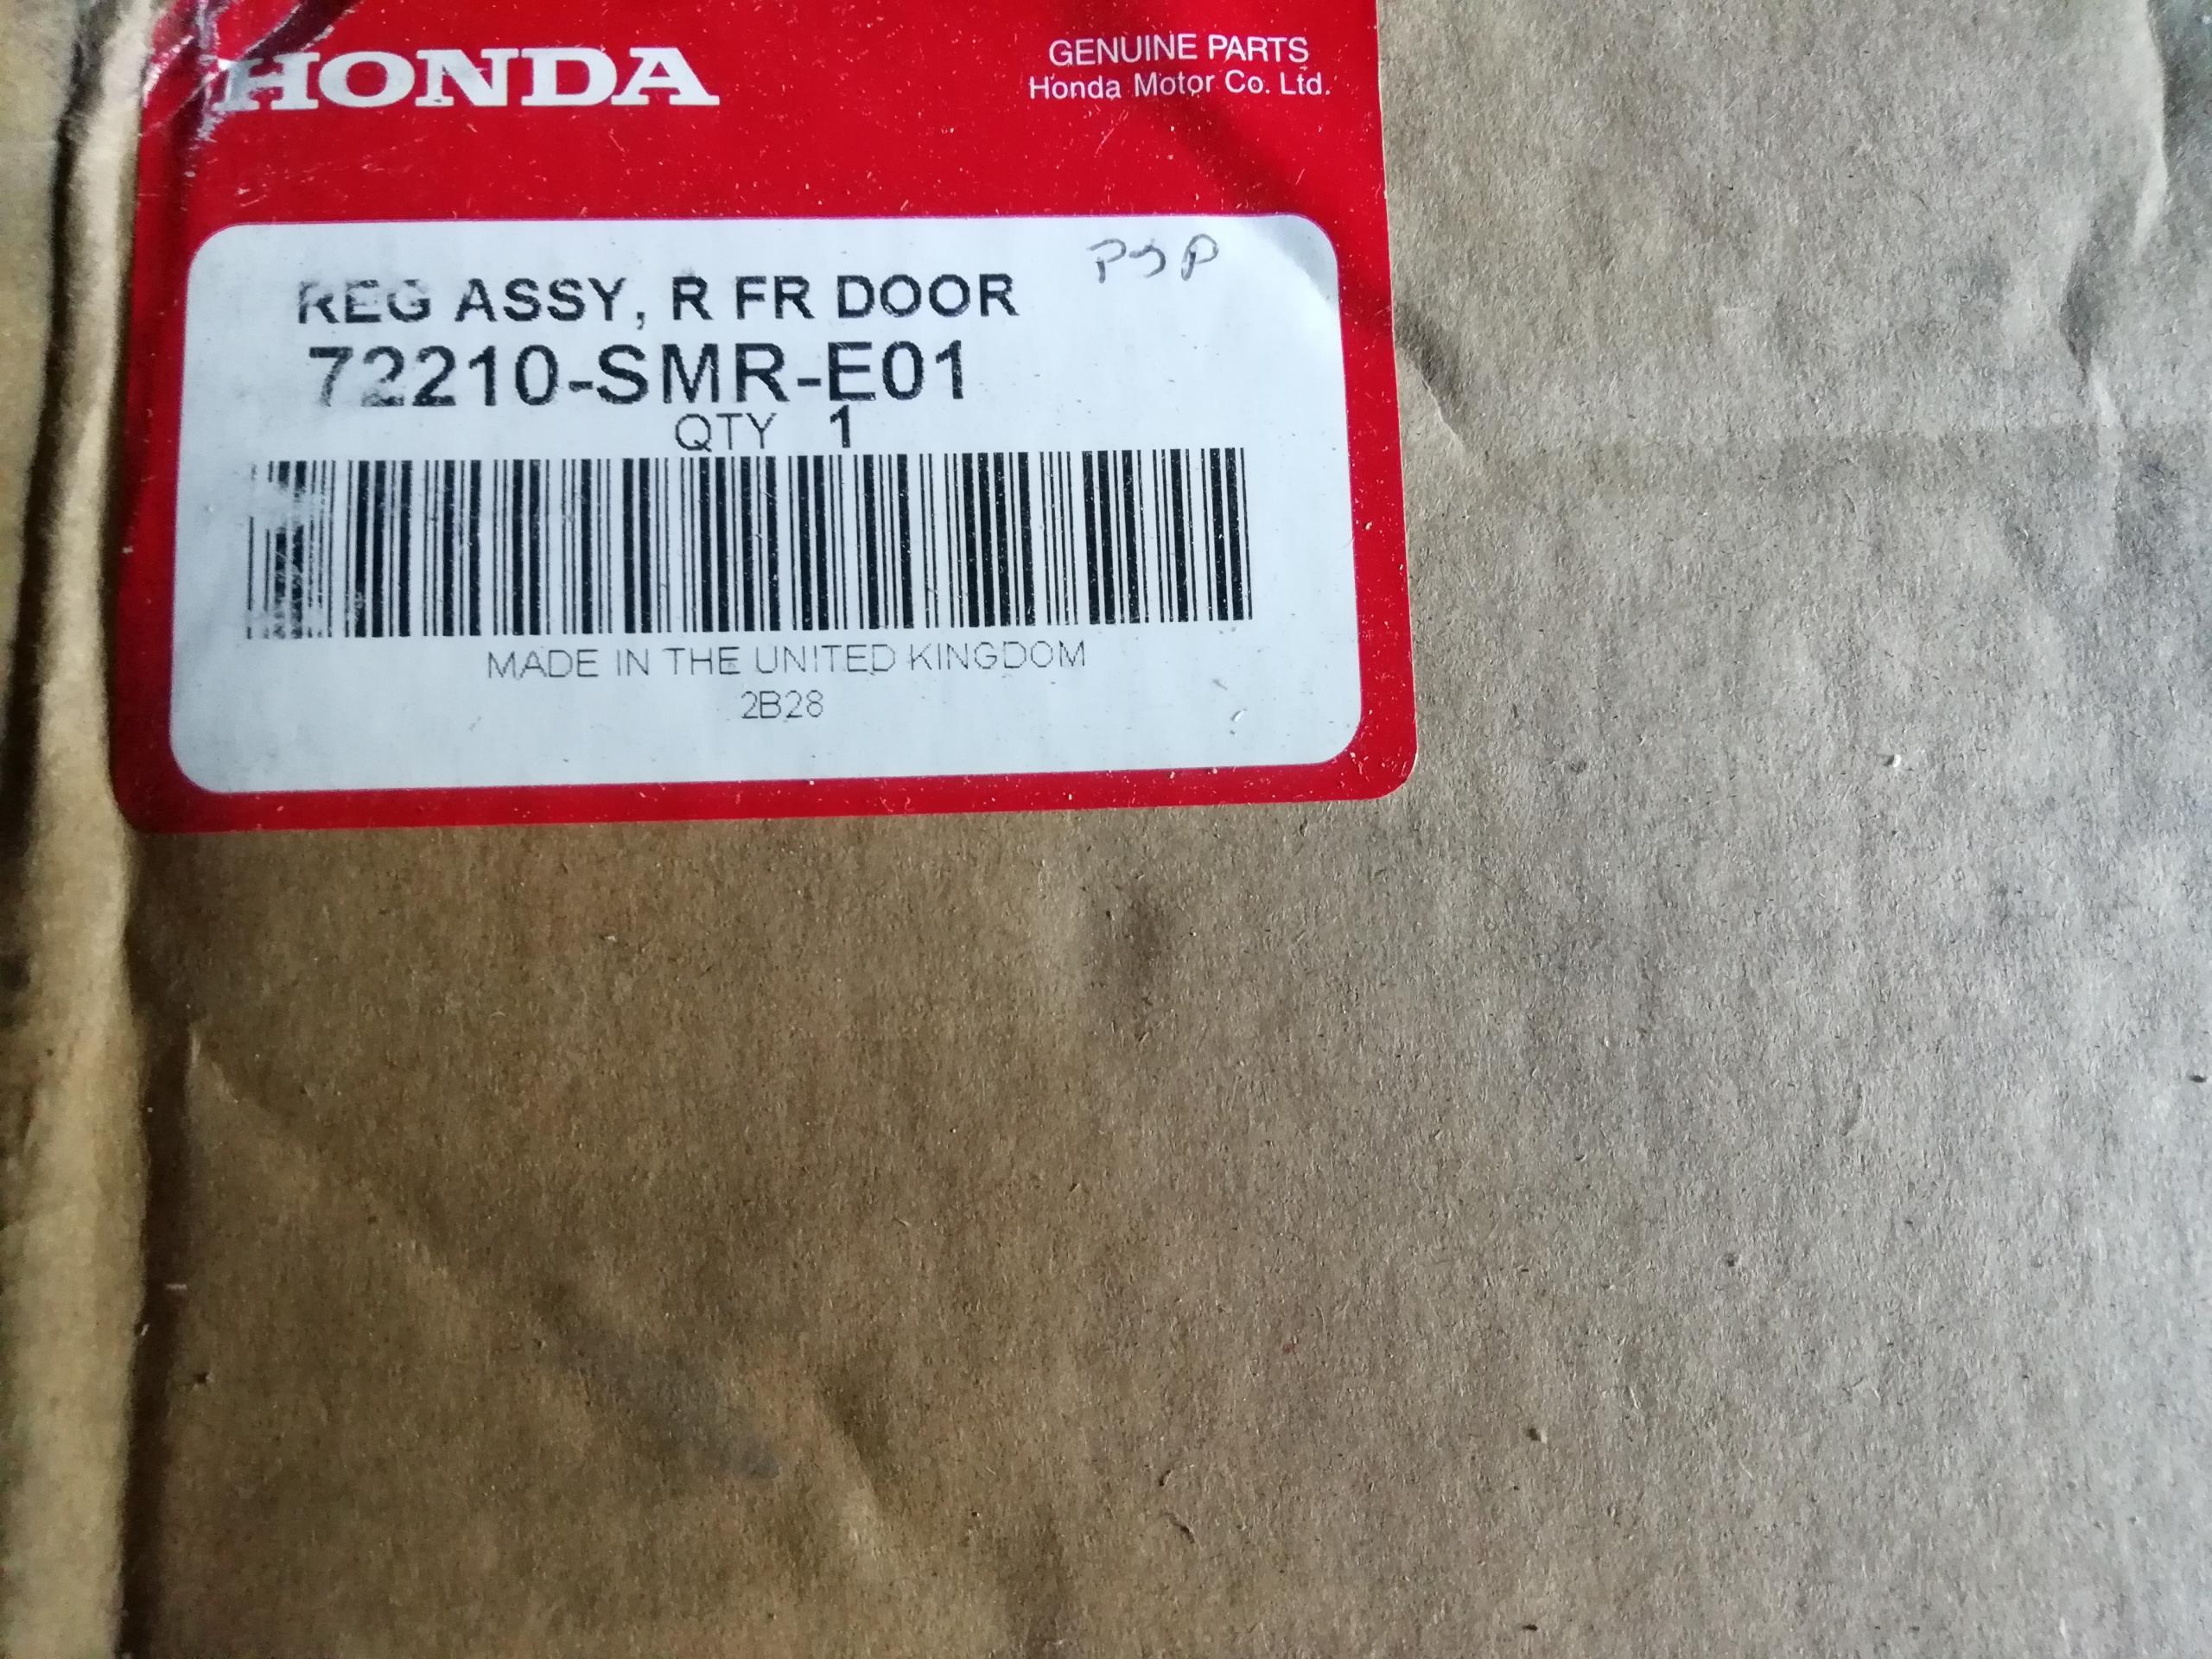 HONDA
GENUINE PARTS
Honda Motor Co. Ltd.
PSP
REG ASSY, R FR DOOR
72210-SMR-E01
QTY 1
MADE IN THE UNITED KINGDOM
2B28